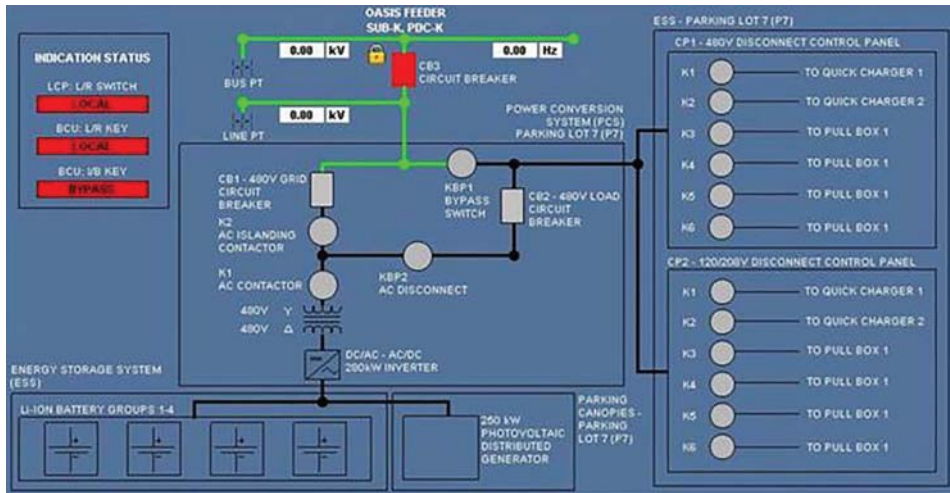 OASIS FEEDER
SUB-K, PDC-K
0.00 kV
0.00 Hz
BUS PT
CB3
CIRCUIT BREAKER
0.00 kV
LINE PT
INDICATION STATUS
LCP: L/R SWITCH
LOCAL
BCU: L/R KEY
LOCAL
BCU: I/B KEY
BYPASS
POWER CONVERSION
SYSTEM (PCS)
PARKING LOT 7 (P7)
CB1 - 480V GRID
CIRCUIT
BREAKER
KBP1
BYPASS
SWITCH
CB2 - 480V LOAD
CIRCUIT
BREAKER
K2
AC ISLANDING
CONTACTOR
K1
AC CONTACTOR
KBP2
AC DISCONNECT
480V Y
480V Δ
DC/AC - AC/DC
280kW INVERTER
ENERGY STORAGE SYSTEM
(ESS)
LI-ION BATTERY GROUPS 1-4
260 kW
PHOTOVOLTAIC
DISTRIBUTED
GENERATOR
PARKING
CANOPIES -
PARKING
LOT 7 (P7)
ESS - PARKING LOT 7 (P7)
CP1 - 480V DISCONNECT CONTROL PANEL
K1 TO QUICK CHARGER 1
K2 TO QUICK CHARGER 2
K3 TO PULL BOX 1
K4 TO PULL BOX 1
K5 TO PULL BOX 1
K6 TO PULL BOX 1
CP2 - 120/208V DISCONNECT CONTROL PANEL
K1 TO QUICK CHARGER 1
K2 TO QUICK CHARGER 2
K3 TO PULL BOX 1
K4 TO PULL BOX 1
K5 TO PULL BOX 1
K6 TO PULL BOX 1